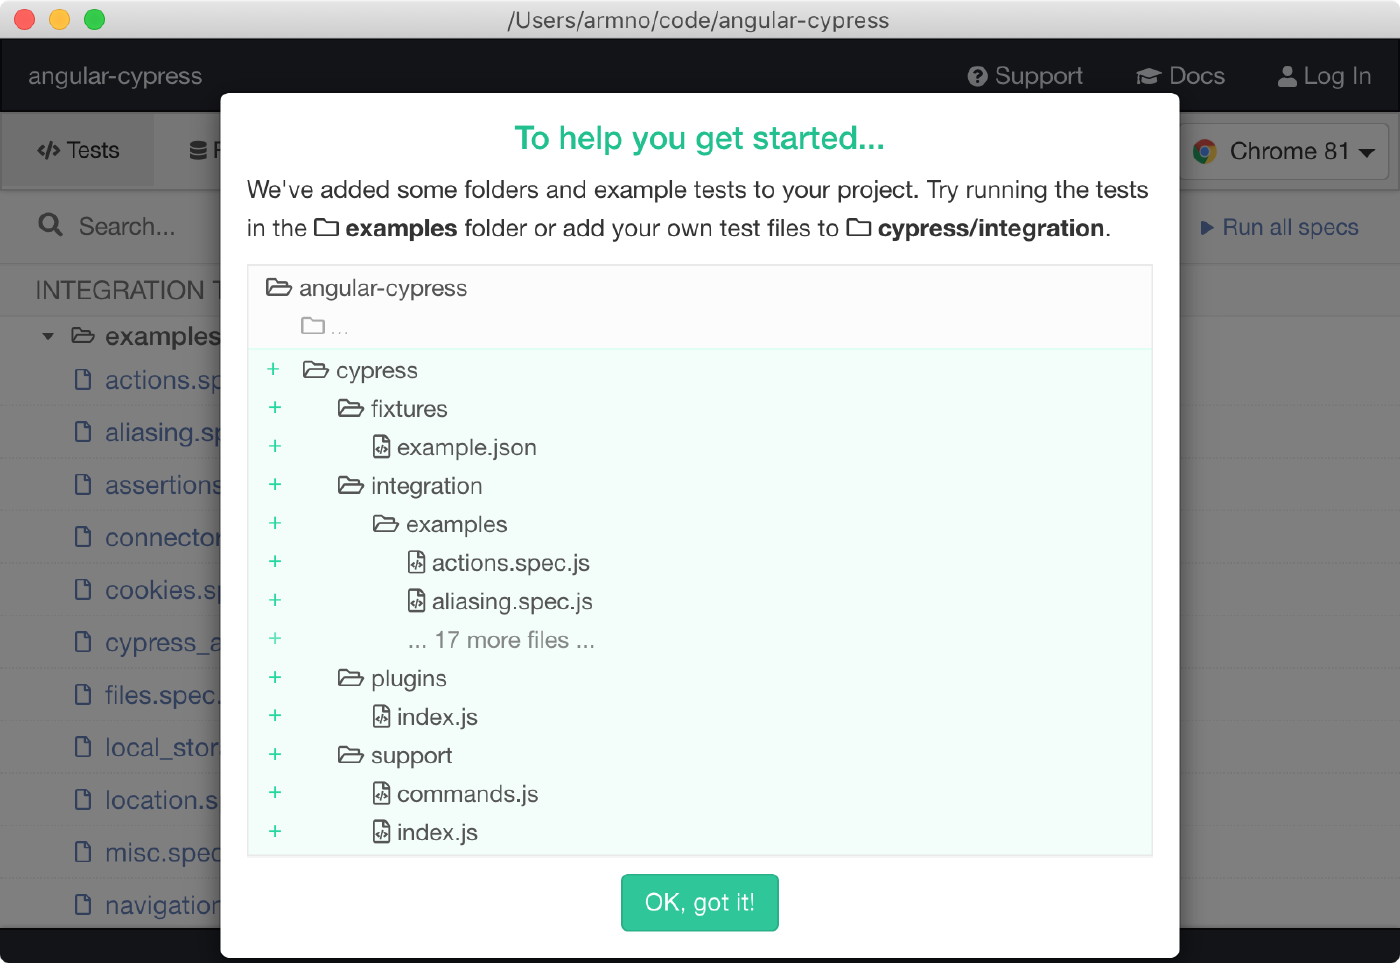 /Users/armno/code/angular-cypress
angular-cypress
Support
Docs
Log In
Tests
Chrome 81
Search...
Run all specs
INTEGRATION
examples
actions.sp
aliasing.sp
assertions
connector
cookies.sp
cypress_a
files.spec.
local_stor
location.s
misc.spec
navigation
To help you get started...
We've added some folders and example tests to your project. Try running the tests
in the examples folder or add your own test files to cypress/integration.
angular-cypress
...
+ cypress
+ fixtures
+ example.json
+ integration
+ examples
+ actions.spec.js
+ aliasing.spec.js
+ ... 17 more files ...
+ plugins
+ index.js
+ support
+ commands.js
+ index.js
OK, got it!